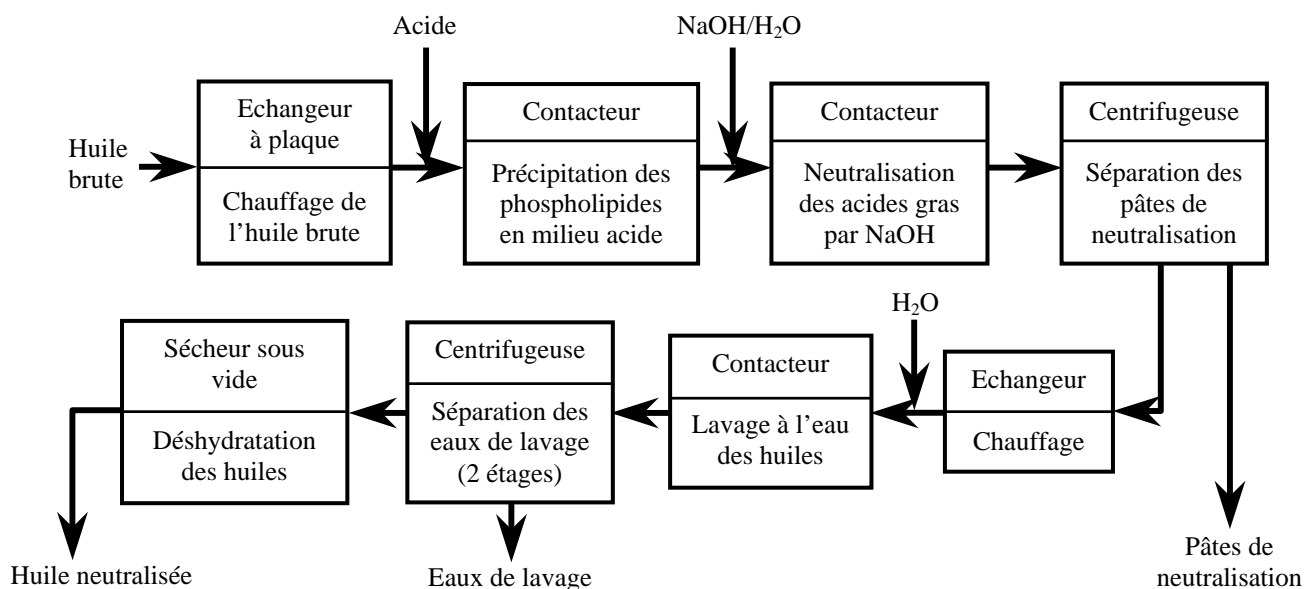 Acide
NaOH/H₂O
Huile
brute
Echangeur
à plaque
Chauffage de
l’huile brute
Contacteur
Précipitation des
phospholipides
en milieu acide
Contacteur
Neutralisation
des acides gras
par NaOH
Centrifugeuse
Séparation des
pâtes de
neutralisation
H₂O
Sécheur sous
vide
Déshydratation
des huiles
Centrifugeuse
Séparation des
eaux de lavage
(2 étages)
Contacteur
Lavage à l’eau
des huiles
Echangeur
Chauffage
Huile neutralisée
Eaux de lavage
Pâtes de
neutralisation